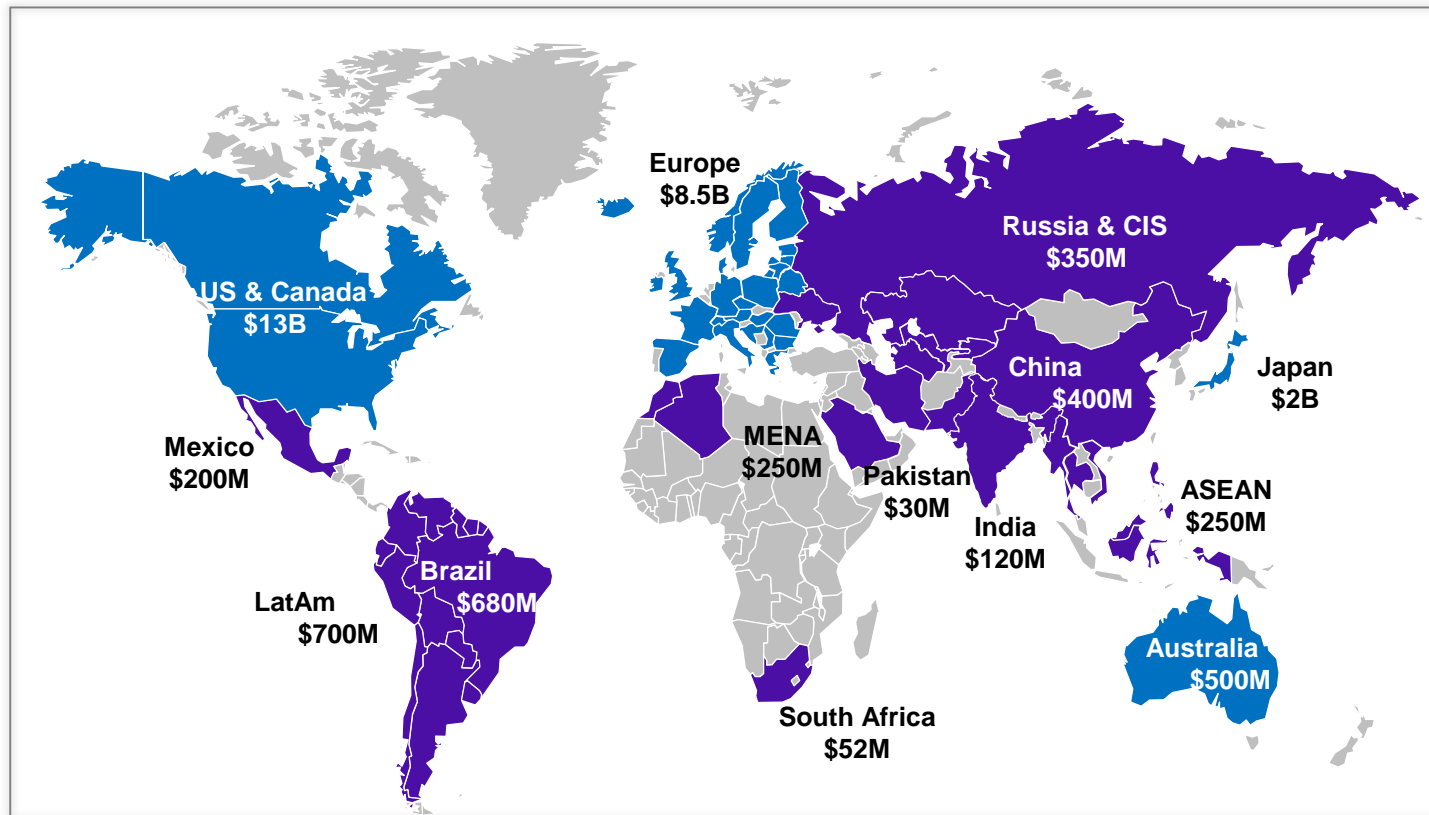 Europe
$8.5B
Russia & CIS
$350M
US & Canada
$13B
China
$400M
Japan
$2B
Mexico
$200M
MENA
$250M
Pakistan
$30M
ASEAN
$250M
India
$120M
Brazil
$680M
LatAm
$700M
Australia
$500M
South Africa
$52M